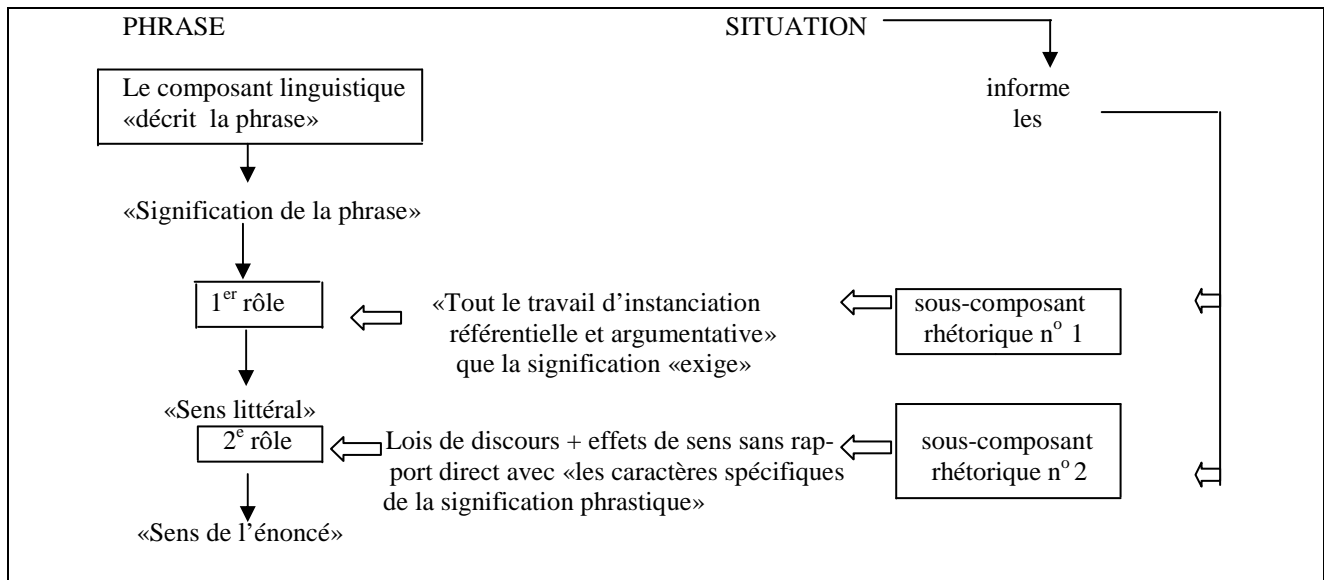 PHRASE
SITUATION
Le composant linguistique
«décrit la phrase»
informe
les
«Signification de la phrase»
1er rôle
«Tout le travail d’instanciation
référentielle et argumentative»
que la signification «exige»
sous-composant
rhétorique no 1
«Sens littéral»
2e rôle
Lois de discours + effets de sens sans rap-
port direct avec «les caractères spécifiques
de la signification phrastique»
sous-composant
rhétorique no 2
«Sens de l’énoncé»